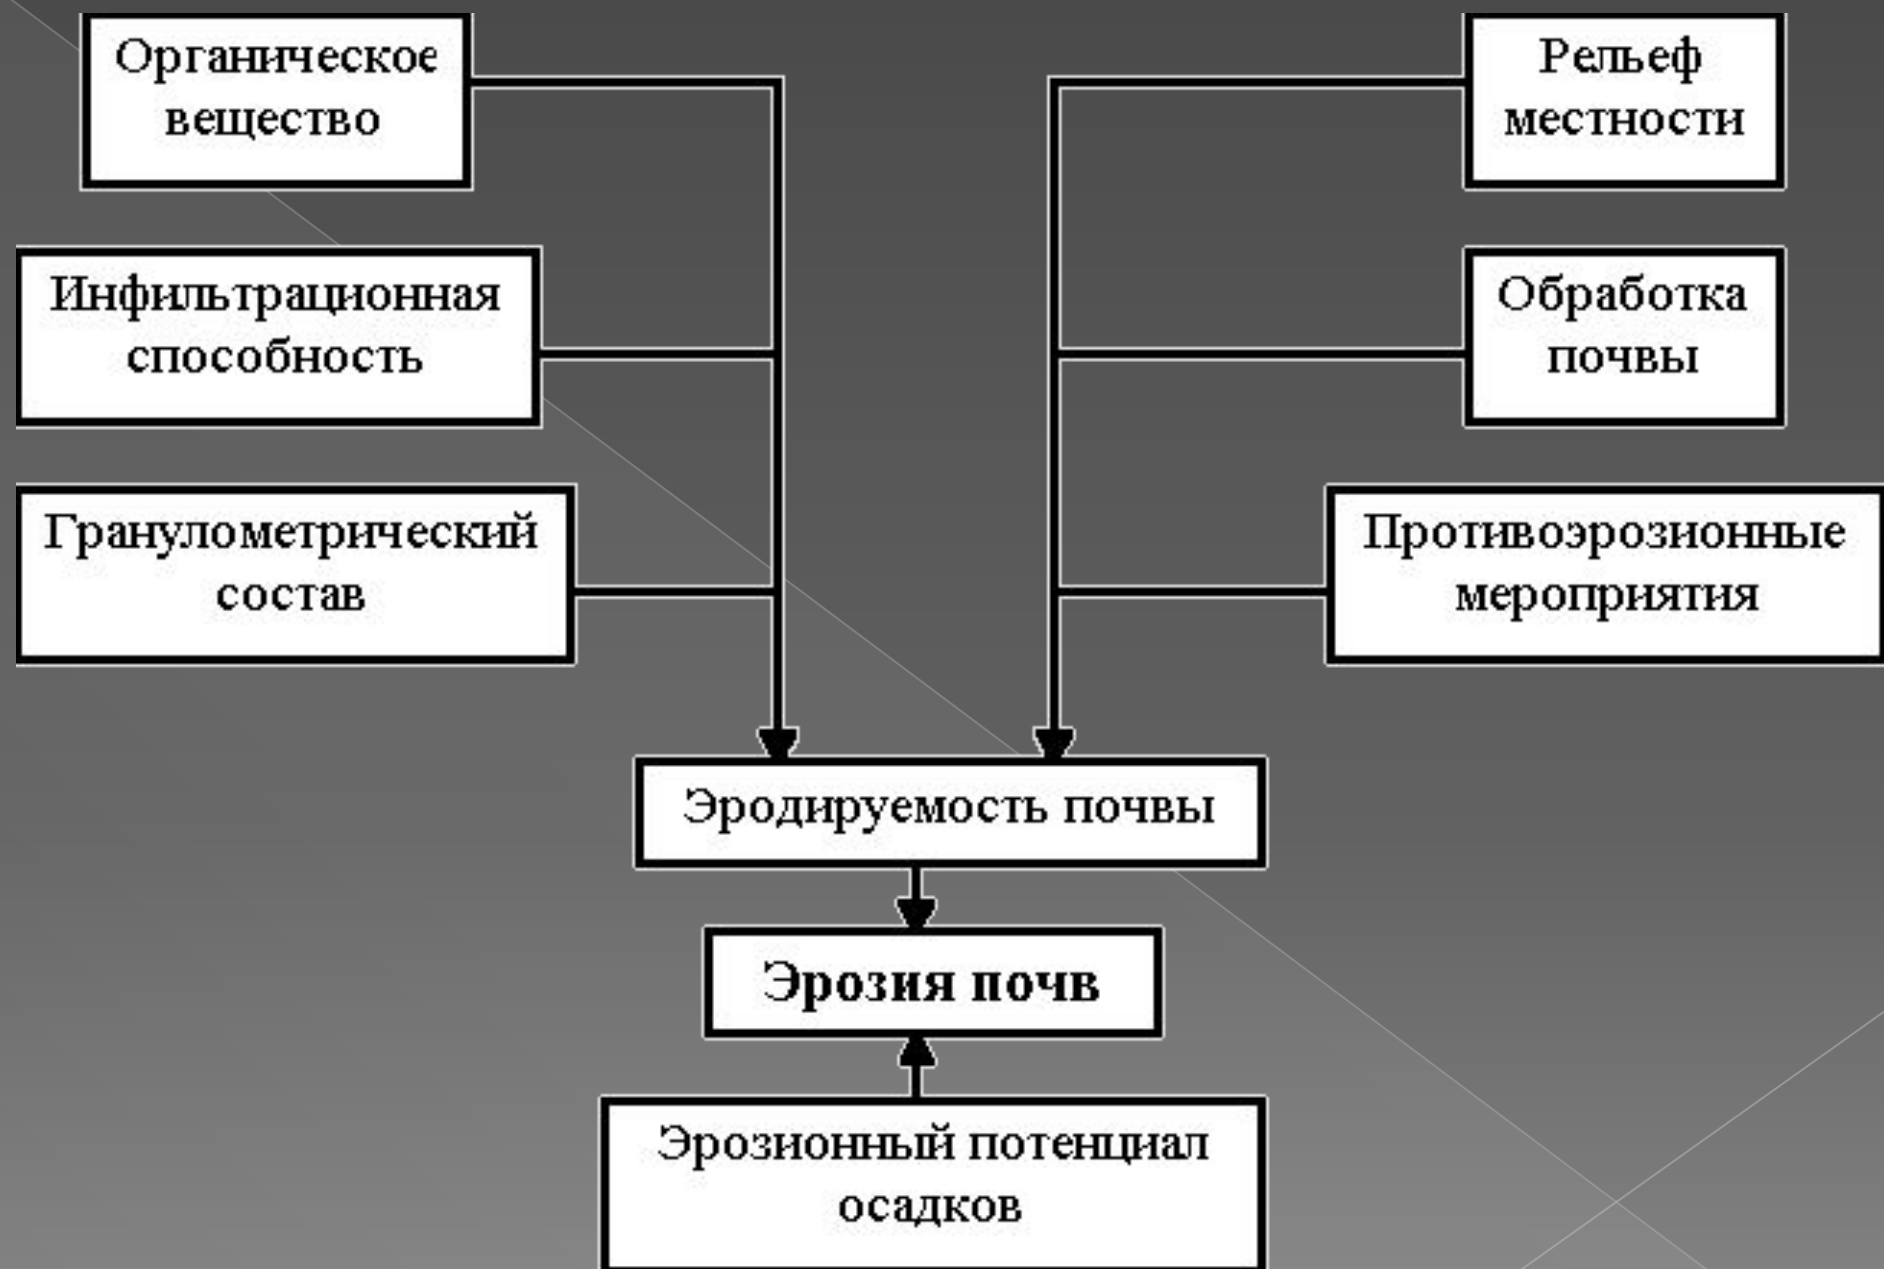 Органическое
вещество
Рельеф
местности
Инфильтрационная
способность
Обработка
почвы
Гранулометрический
состав
Противоэрозионные
мероприятия
Эродируемость почвы
Эрозия почв
Эрозионный потенциал
осадков